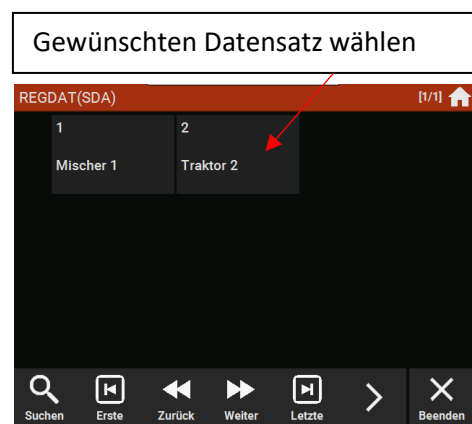 Gewünschten Datensatz wählen
REGDAT(SDA) [1/1]
1 2
Mischer 1 Traktor 2
Suchen Erste Zurück Weiter Letzte Beenden